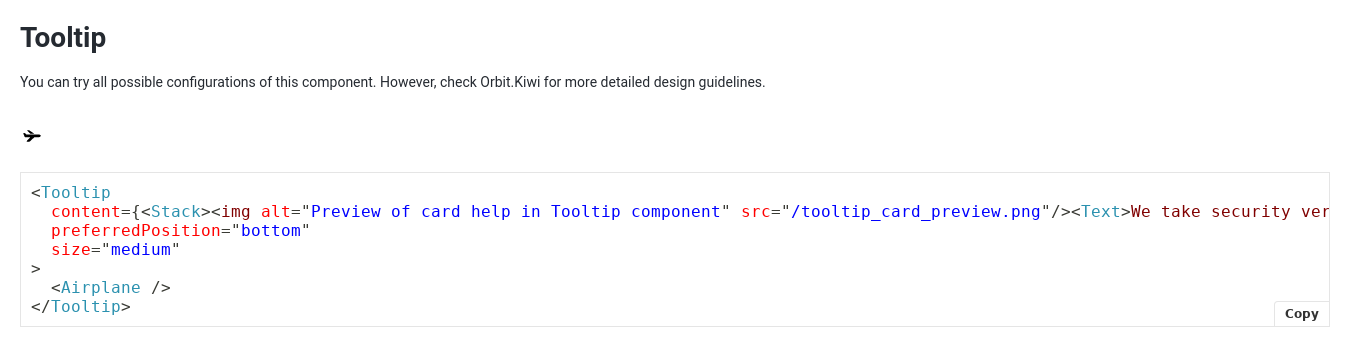 Tooltip
You can try all possible configurations of this component. However, check Orbit.Kiwi for more detailed design guidelines.
<Tooltip
  content={<Stack><img alt="Preview of card help in Tooltip component" src="/tooltip_card_preview.png"/><Text>We take security ver
  preferredPosition="bottom"
  size="medium"
>
  <Airplane />
</Tooltip>
Copy